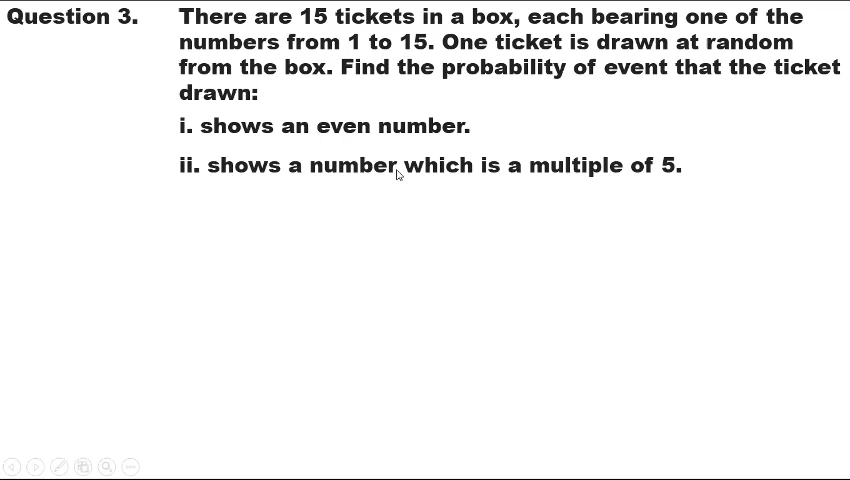 Question 3. There are 15 tickets in a box, each bearing one of the
numbers from 1 to 15. One ticket is drawn at random
from the box. Find the probability of event that the ticket
drawn:
i. shows an even number.
ii. shows a number which is a multiple of 5.